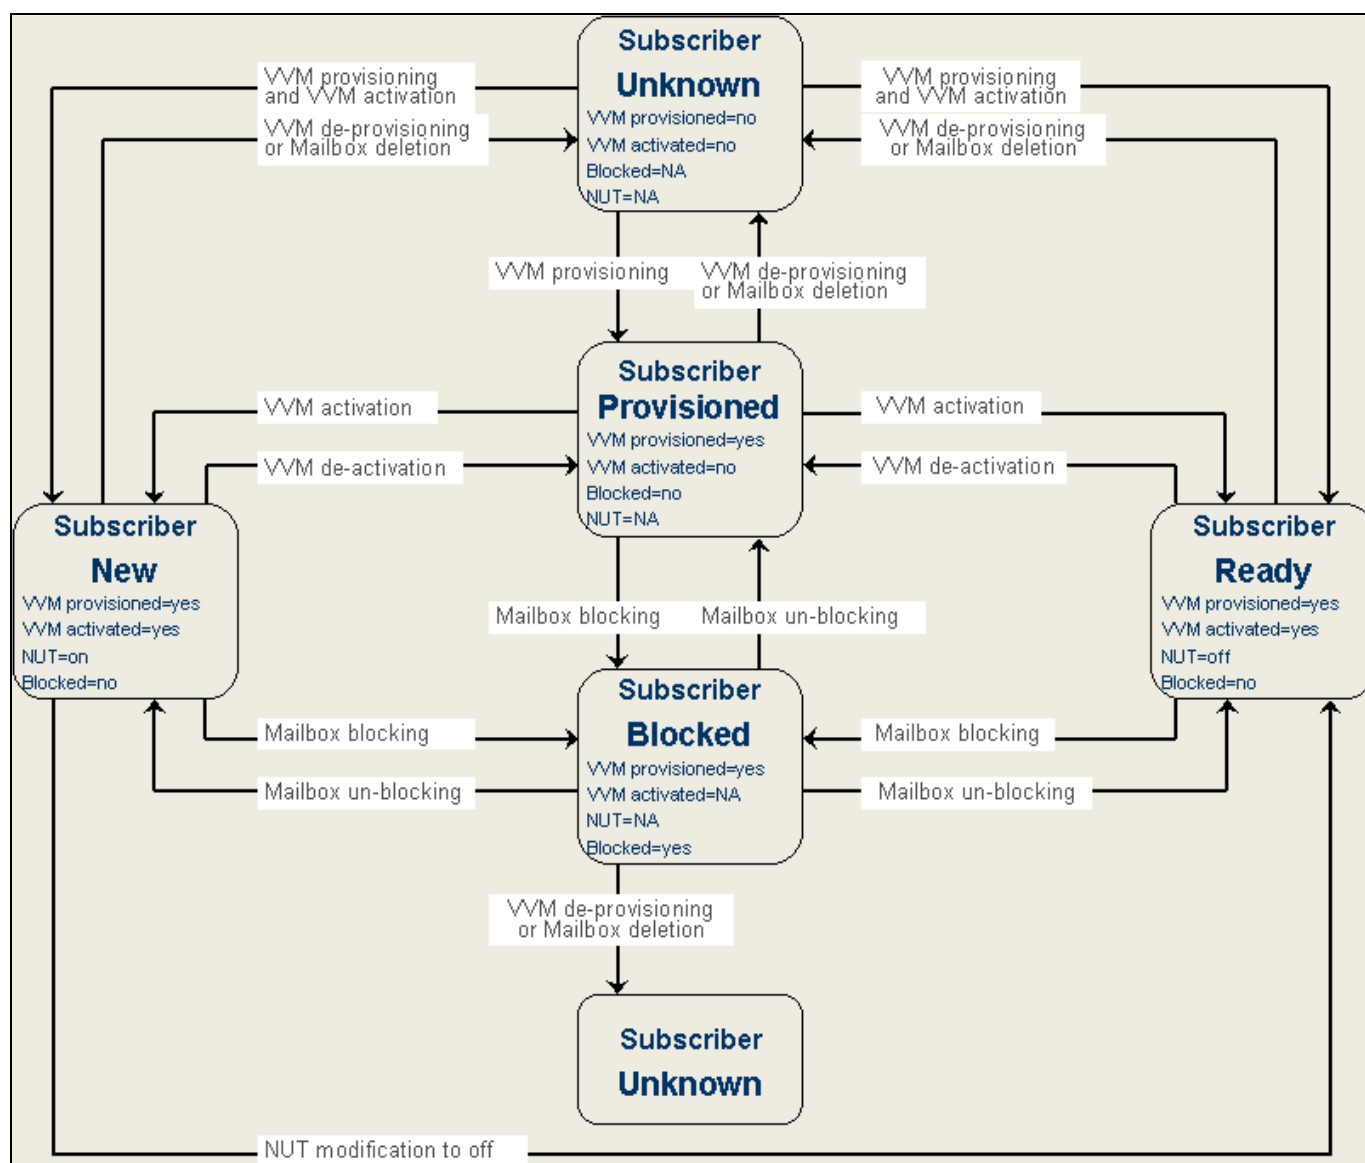 Subscriber
Unknown
VVM provisioned=no
VVM activated=no
Blocked=NA
NUT=NA
VVM provisioning
and VVM activation
VVM de-provisioning
or Mailbox deletion
VVM provisioning
and VVM activation
VVM de-provisioning
or Mailbox deletion
VVM provisioning
VVM de-provisioning
or Mailbox deletion
Subscriber
Provisioned
VVM provisioned=yes
VVM activated=no
Blocked=no
NUT=NA
VVM activation
VVM de-activation
VVM activation
VVM de-activation
Subscriber
New
VVM provisioned=yes
VVM activated=yes
NUT=on
Blocked=no
Subscriber
Ready
VVM provisioned=yes
VVM activated=yes
NUT=off
Blocked=no
Mailbox blocking
Mailbox un-blocking
Subscriber
Blocked
VVM provisioned=yes
VVM activated=NA
NUT=NA
Blocked=yes
Mailbox blocking
Mailbox un-blocking
Mailbox blocking
Mailbox un-blocking
VVM de-provisioning
or Mailbox deletion
Subscriber
Unknown
NUT modification to off